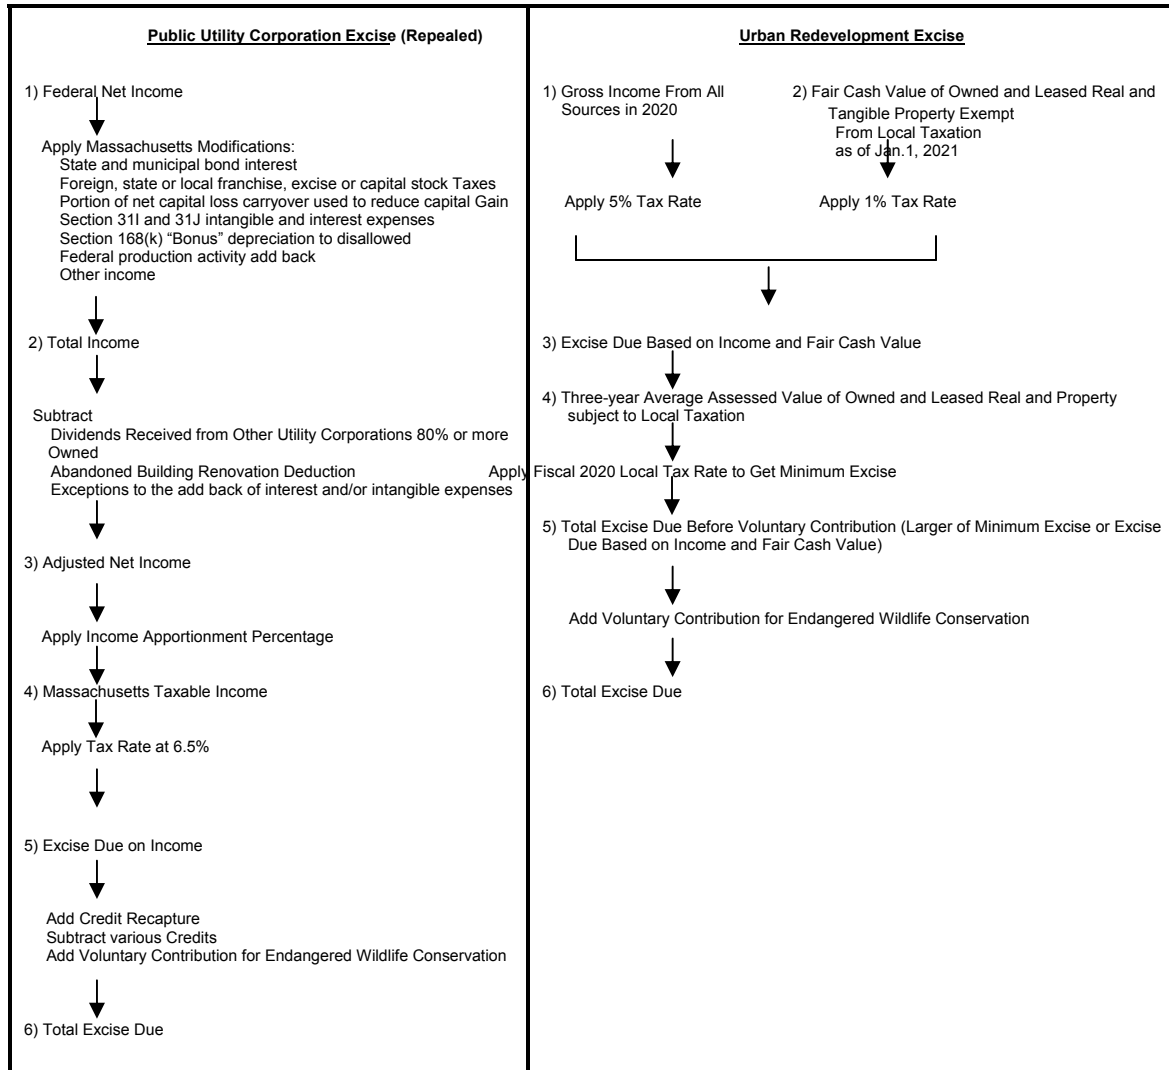 Public Utility Corporation Excise (Repealed)
1) Federal Net Income
Apply Massachusetts Modifications:
State and municipal bond interest
Foreign, state or local franchise, excise or capital stock Taxes
Portion of net capital loss carryover used to reduce capital Gain
Section 31I and 31J intangible and interest expenses
Section 168(k) “Bonus” depreciation to disallowed
Federal production activity add back
Other income
2) Total Income
Subtract
Dividends Received from Other Utility Corporations 80% or more
Owned
Abandoned Building Renovation Deduction
Exceptions to the add back of interest and/or intangible expenses
3) Adjusted Net Income
Apply Income Apportionment Percentage
4) Massachusetts Taxable Income
Apply Tax Rate at 6.5%
5) Excise Due on Income
Add Credit Recapture
Subtract various Credits
Add Voluntary Contribution for Endangered Wildlife Conservation
6) Total Excise Due
Urban Redevelopment Excise
1) Gross Income From All
Sources in 2020
2) Fair Cash Value of Owned and Leased Real and
Tangible Property Exempt
From Local Taxation
as of Jan.1, 2021
Apply 5% Tax Rate
Apply 1% Tax Rate
3) Excise Due Based on Income and Fair Cash Value
4) Three-year Average Assessed Value of Owned and Leased Real and Property
subject to Local Taxation
Apply Fiscal 2020 Local Tax Rate to Get Minimum Excise
5) Total Excise Due Before Voluntary Contribution (Larger of Minimum Excise or Excise
Due Based on Income and Fair Cash Value)
Add Voluntary Contribution for Endangered Wildlife Conservation
6) Total Excise Due